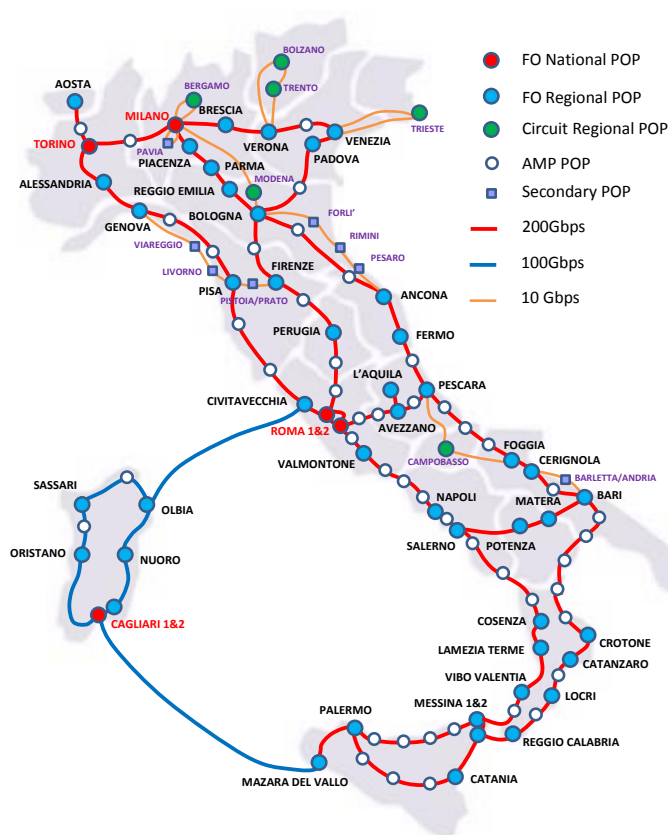 BOLZANO
FO National POP
AOSTA
BERGAMO
TRENTO
FO Regional POP
MILANO
BRESCIA
Circuit Regional POP
TRIESTE
TORINO
VERONA
VENEZIA
PAVIA
PIACENZA
PADOVA
AMP POP
PARMA
ALESSANDRIA
MODENA
Secondary POP
REGGIO EMILIA
FORLI’
GENOVA
BOLOGNA
200Gbps
VIAREGGIO
RIMINI
PESARO
100Gbps
LIVORNO
FIRENZE
PISA
ANCONA
10 Gbps
PISTOIA/PRATO
PERUGIA
FERMO
L’AQUILA
PESCARA
CIVITAVECCHIA
ROMA 1&2
AVEZZANO
FOGGIA
VALMONTONE
CAMPOBASSO
CERIGNOLA
BARLETTA/ANDRIA
SASSARI
NAPOLI
MATERA
BARI
OLBIA
SALERNO
POTENZA
ORISTANO
NUORO
CAGLIARI 1&2
COSENZA
CROTONE
LAMEZIA TERME
CATANZARO
VIBO VALENTIA
LOCRI
PALERMO
MESSINA 1&2
REGGIO CALABRIA
MAZARA DEL VALLO
CATANIA